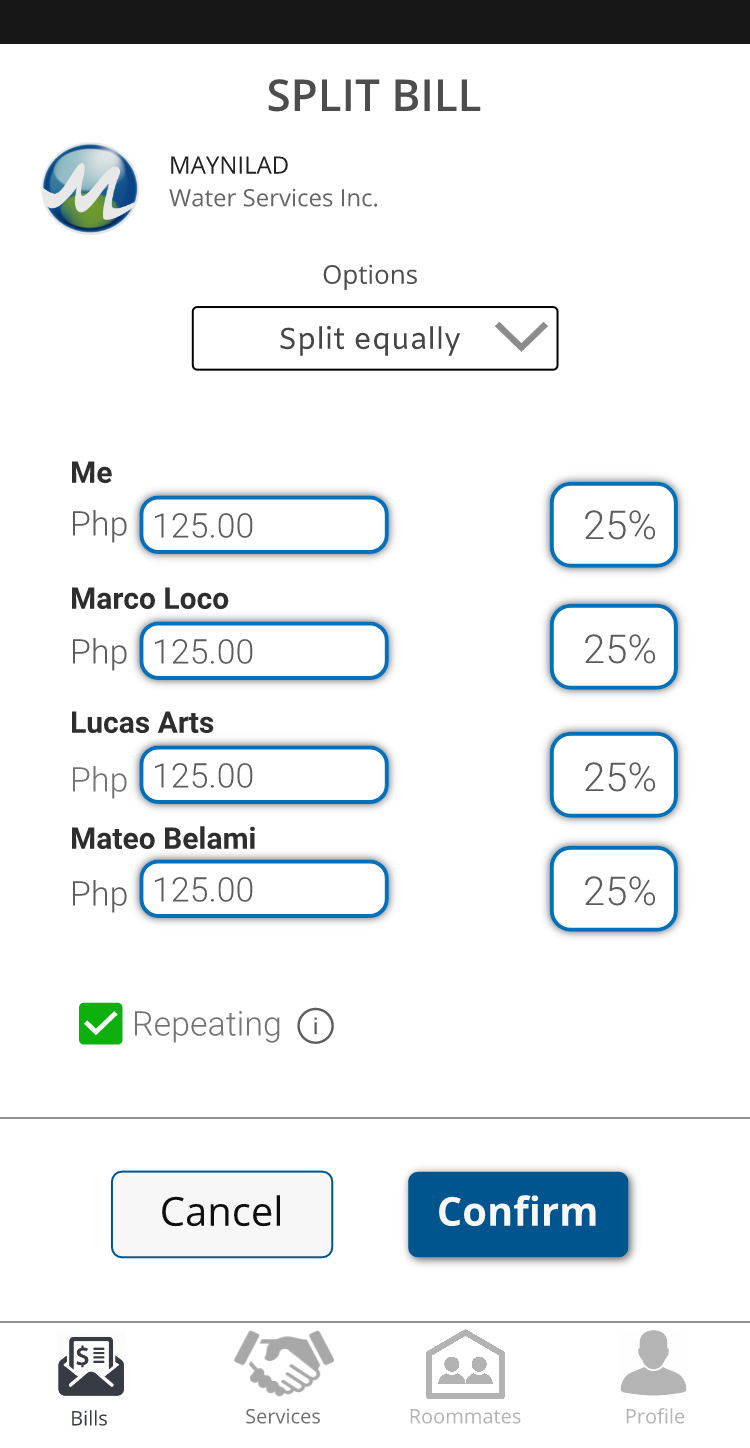 SPLIT BILL
M
MAYNILAD
Water Services Inc.
Options
Split equally
Me
Php 125.00 25%
Marco Loco
Php 125.00 25%
Lucas Arts
Php 125.00 25%
Mateo Belami
Php 125.00 25%
Repeating i
Cancel Confirm
$
Bills Services Roommates Profile